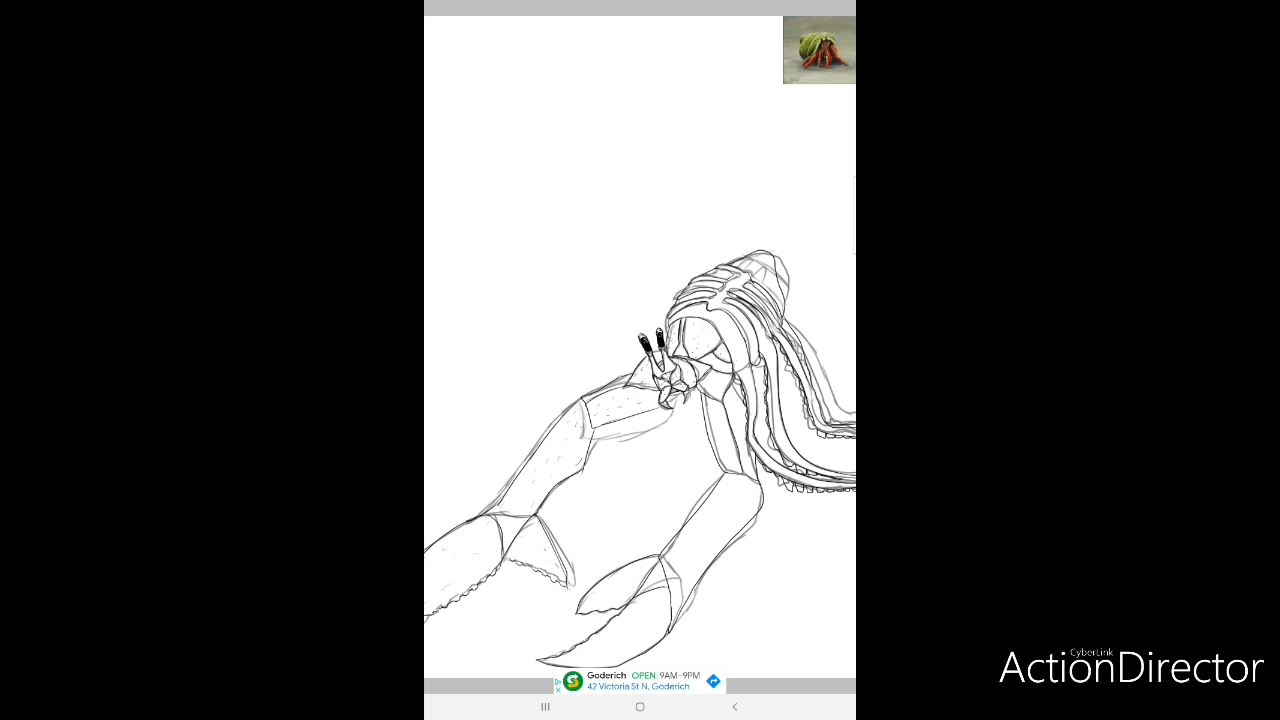 Goderich OPEN 9AM–9PM
42 Victoria St N, Goderich
CyberLink
ActionDirector